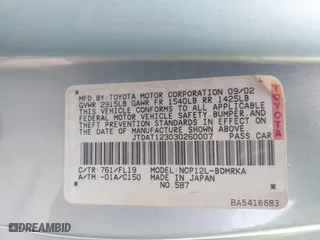 MFD BY TOYOTA MOTOR CORPORATION 09/02
GVWR 2915LB GAWR FR 1540LB RR 1425LB
THIS VEHICLE CONFORMS TO ALL APPLICABLE
FEDERAL MOTOR VEHICLE SAFETY, BUMPER, AND
THEFT PREVENTION STANDARDS IN EFFECT ON
THE DATE OF MANUFACTURE SHOWN ABOVE.
JTDAT123030260007 PASS.CAR
TOYOTA
C/TR: 761/FL19 MODEL: NCP12L-BDMRKA
A/TM: -01A/C150 MADE IN JAPAN
NO.587
BA5416683
DEALS
AutoBidMaster.com